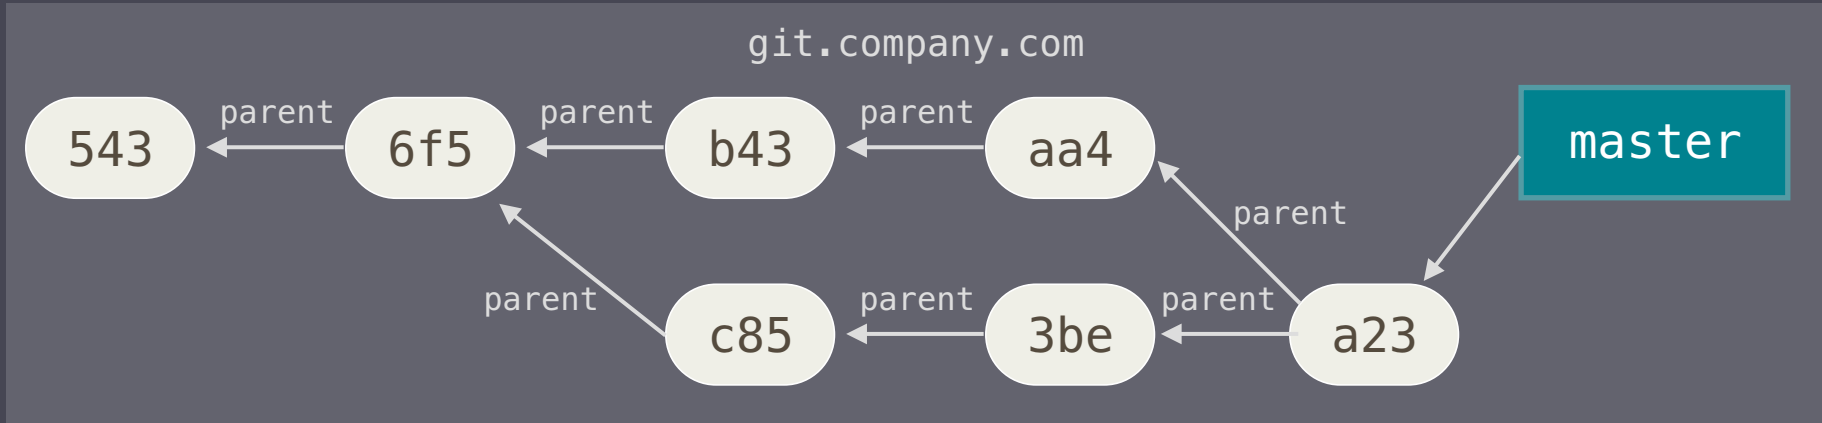 git.company.com
parent parent parent
543 6f5 b43 aa4 master
parent
parent parent parent
c85 3be a23